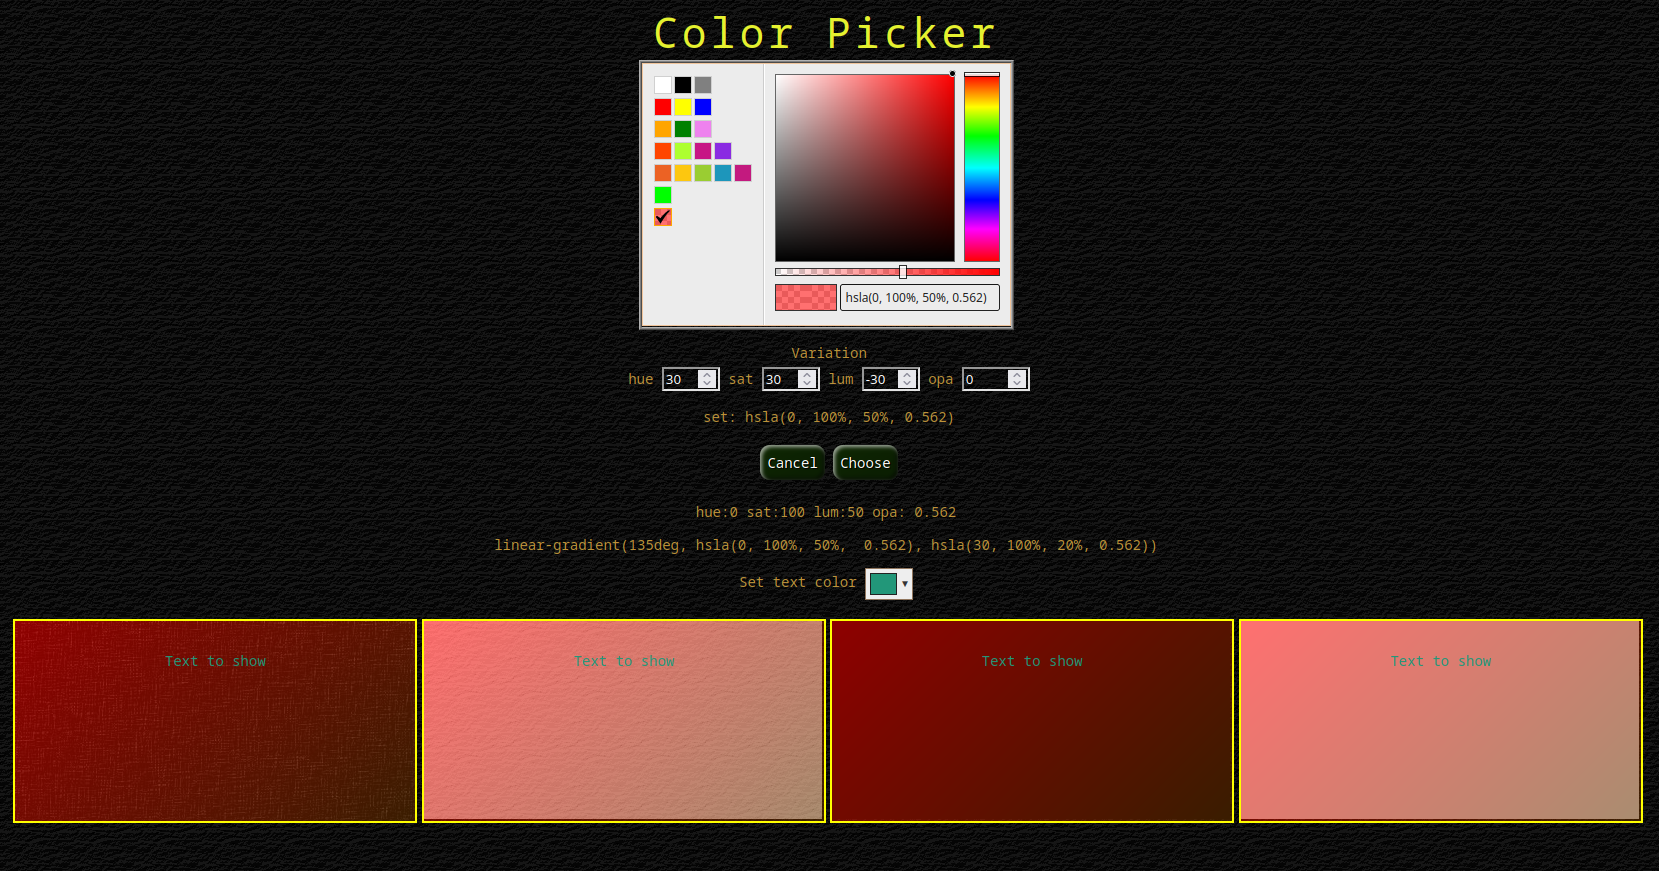 Color Picker
hsla(0, 100%, 50%, 0.562)
Variation
hue 30 sat 30 lum -30 opa 0
set: hsla(0, 100%, 50%, 0.562)
Cancel Choose
hue:0 sat:100 lum:50 opa: 0.562
linear-gradient(135deg, hsla(0, 100%, 50%,  0.562), hsla(30, 100%, 20%, 0.562))
Set text color
Text to show Text to show Text to show Text to show